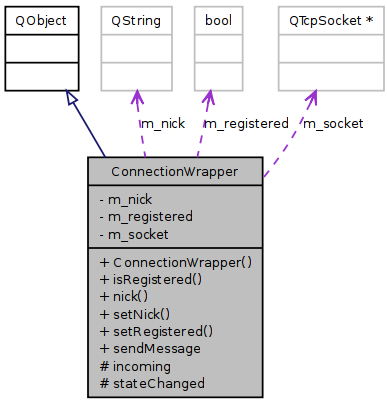 QObject
QString
bool
QTcpSocket *
m_nick
m_registered
m_socket
ConnectionWrapper
- m_nick
- m_registered
- m_socket
+ ConnectionWrapper()
+ isRegistered()
+ nick()
+ setNick()
+ setRegistered()
+ sendMessage
# incoming
# stateChanged